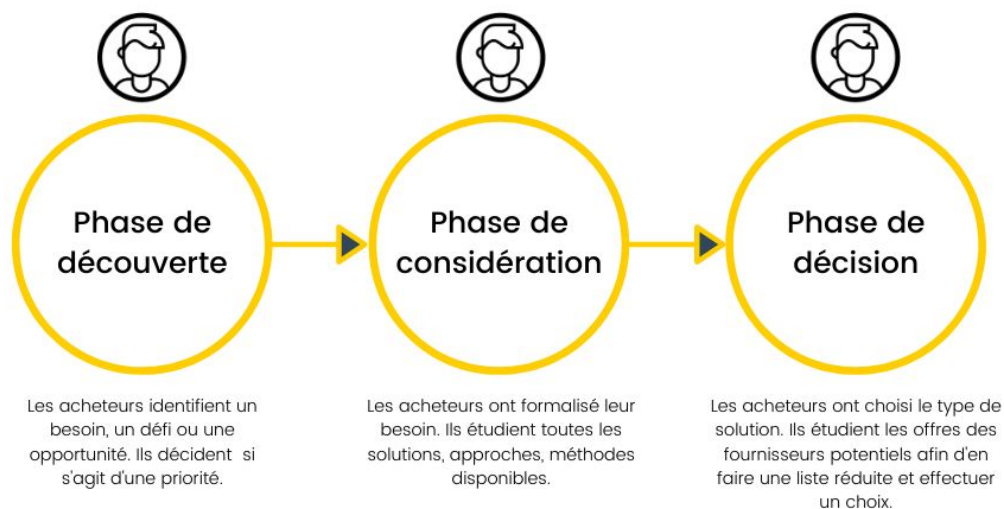 Phase de
découverte
Phase de
considération
Phase de
décision
Les acheteurs identifient un
besoin, un défi ou une
opportunité. Ils décident  si
s'agit d'une priorité.
Les acheteurs ont formalisé leur
besoin. Ils étudient toutes les
solutions, approches, méthodes
disponibles.
Les acheteurs ont choisi le type de
solution. Ils étudient les offres des
fournisseurs potentiels afin d'en
faire une liste réduite et effectuer
un choix.